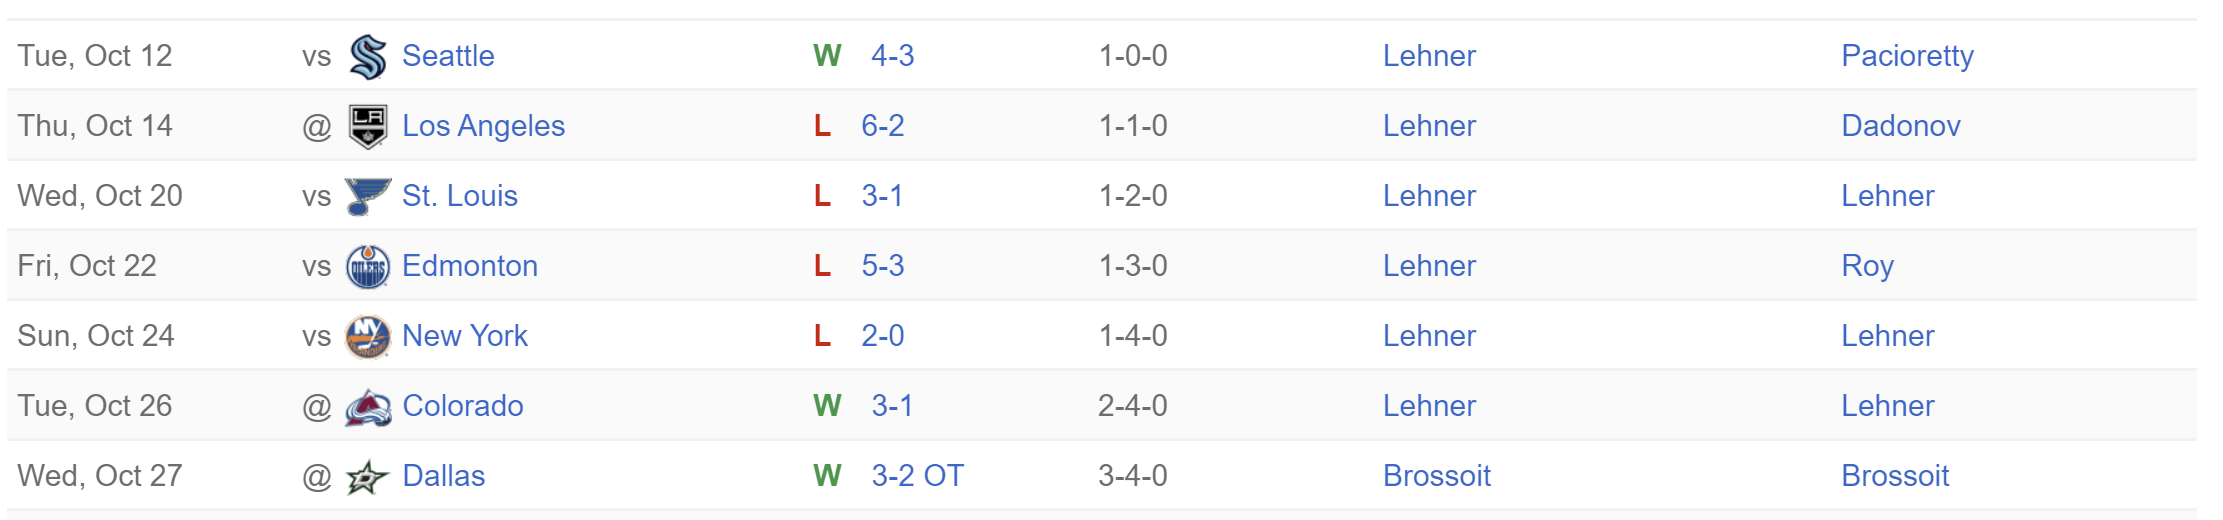 Tue, Oct 12 vs Seattle W 4-3 1-0-0 Lehner Pacioretty
Thu, Oct 14 @ LA Los Angeles L 6-2 1-1-0 Lehner Dadonov
Wed, Oct 20 vs St. Louis L 3-1 1-2-0 Lehner Lehner
Fri, Oct 22 vs OILERS Edmonton L 5-3 1-3-0 Lehner Roy
Sun, Oct 24 vs NY New York L 2-0 1-4-0 Lehner Lehner
Tue, Oct 26 @ Colorado W 3-1 2-4-0 Lehner Lehner
Wed, Oct 27 @ D Dallas W 3-2 OT 3-4-0 Brossoit Brossoit